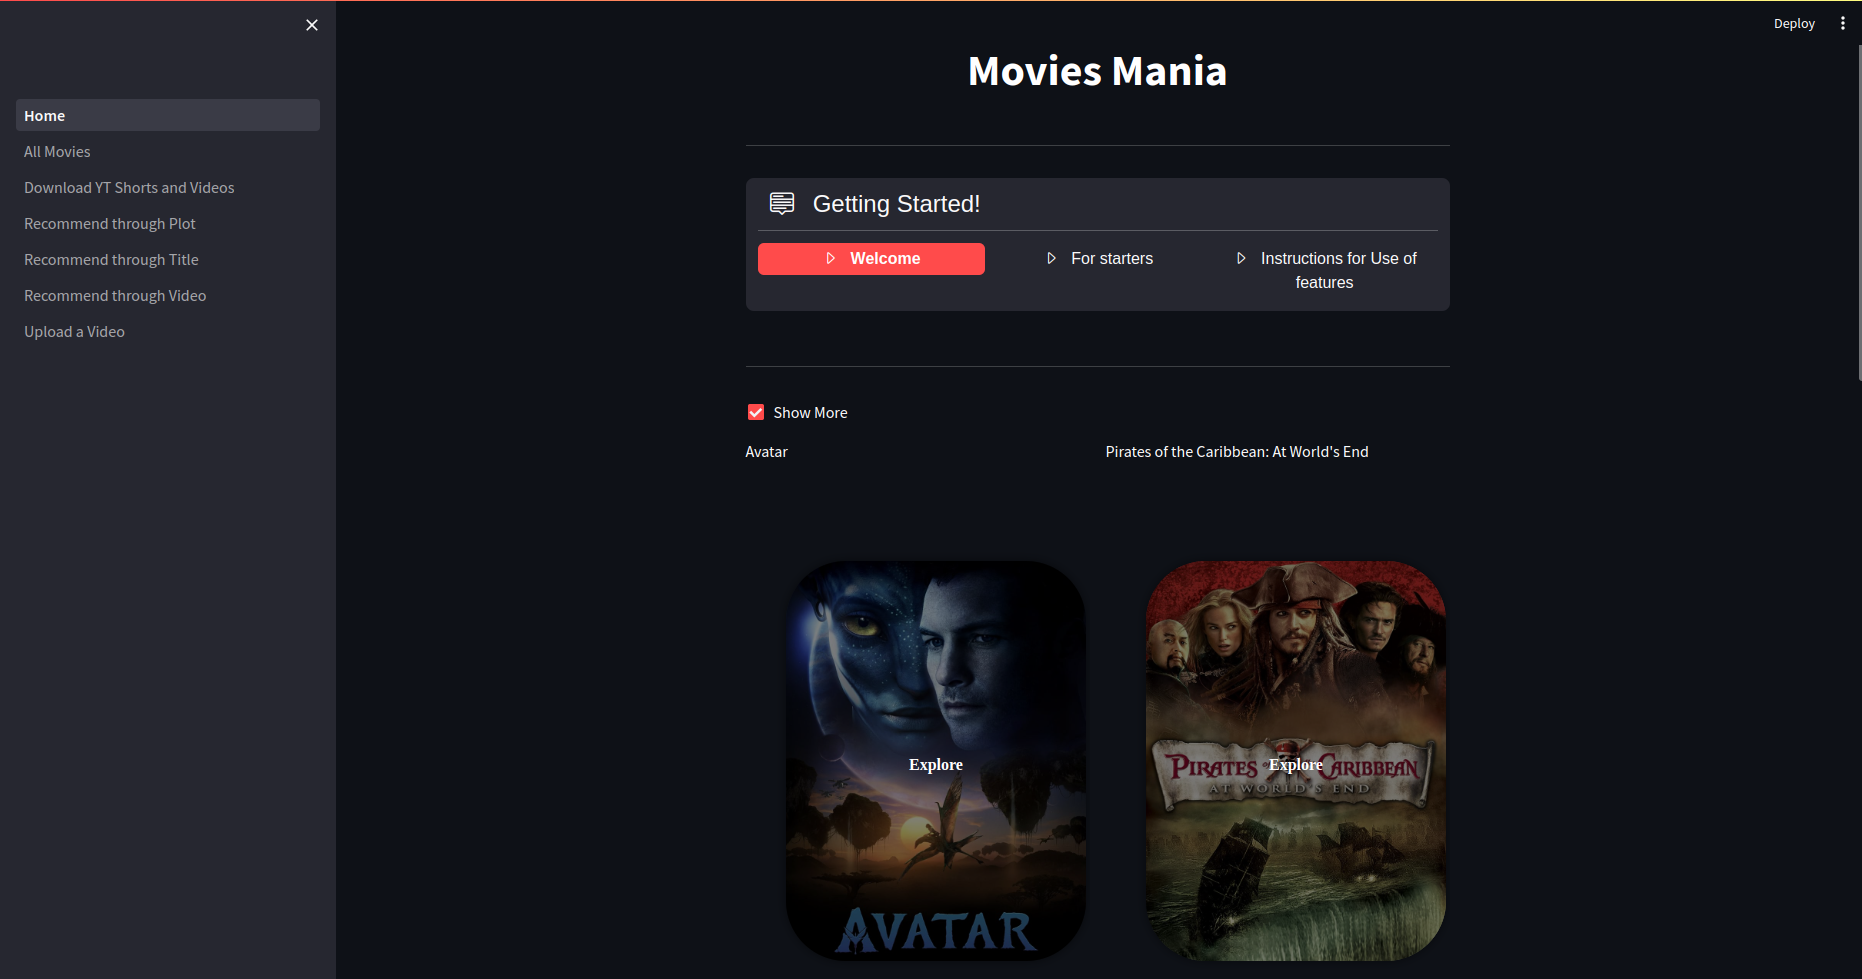 Deploy
Movies Mania
Home
All Movies
Download YT Shorts and Videos
Recommend through Plot
Recommend through Title
Recommend through Video
Upload a Video
Getting Started!
Welcome
For starters
Instructions for Use of
features
Show More
Avatar
Pirates of the Caribbean: At World's End
Explore
AVATAR
Explore
PIRATES CARIBBEAN
AT WORLD'S END